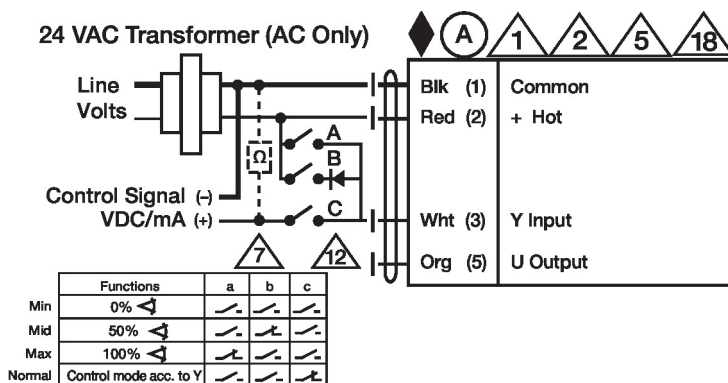 24 VAC Transformer (AC Only)
A 1 2 5 18
Line
Volts
Blk (1) Common
Red (2) + Hot
A
Ω
B
Control Signal (–)
VDC/mA (+)
C
Wht (3) Y Input
7 12
Org (5) U Output
Functions a b c
Min 0%
Mid 50%
Max 100%
Normal Control mode acc. to Y